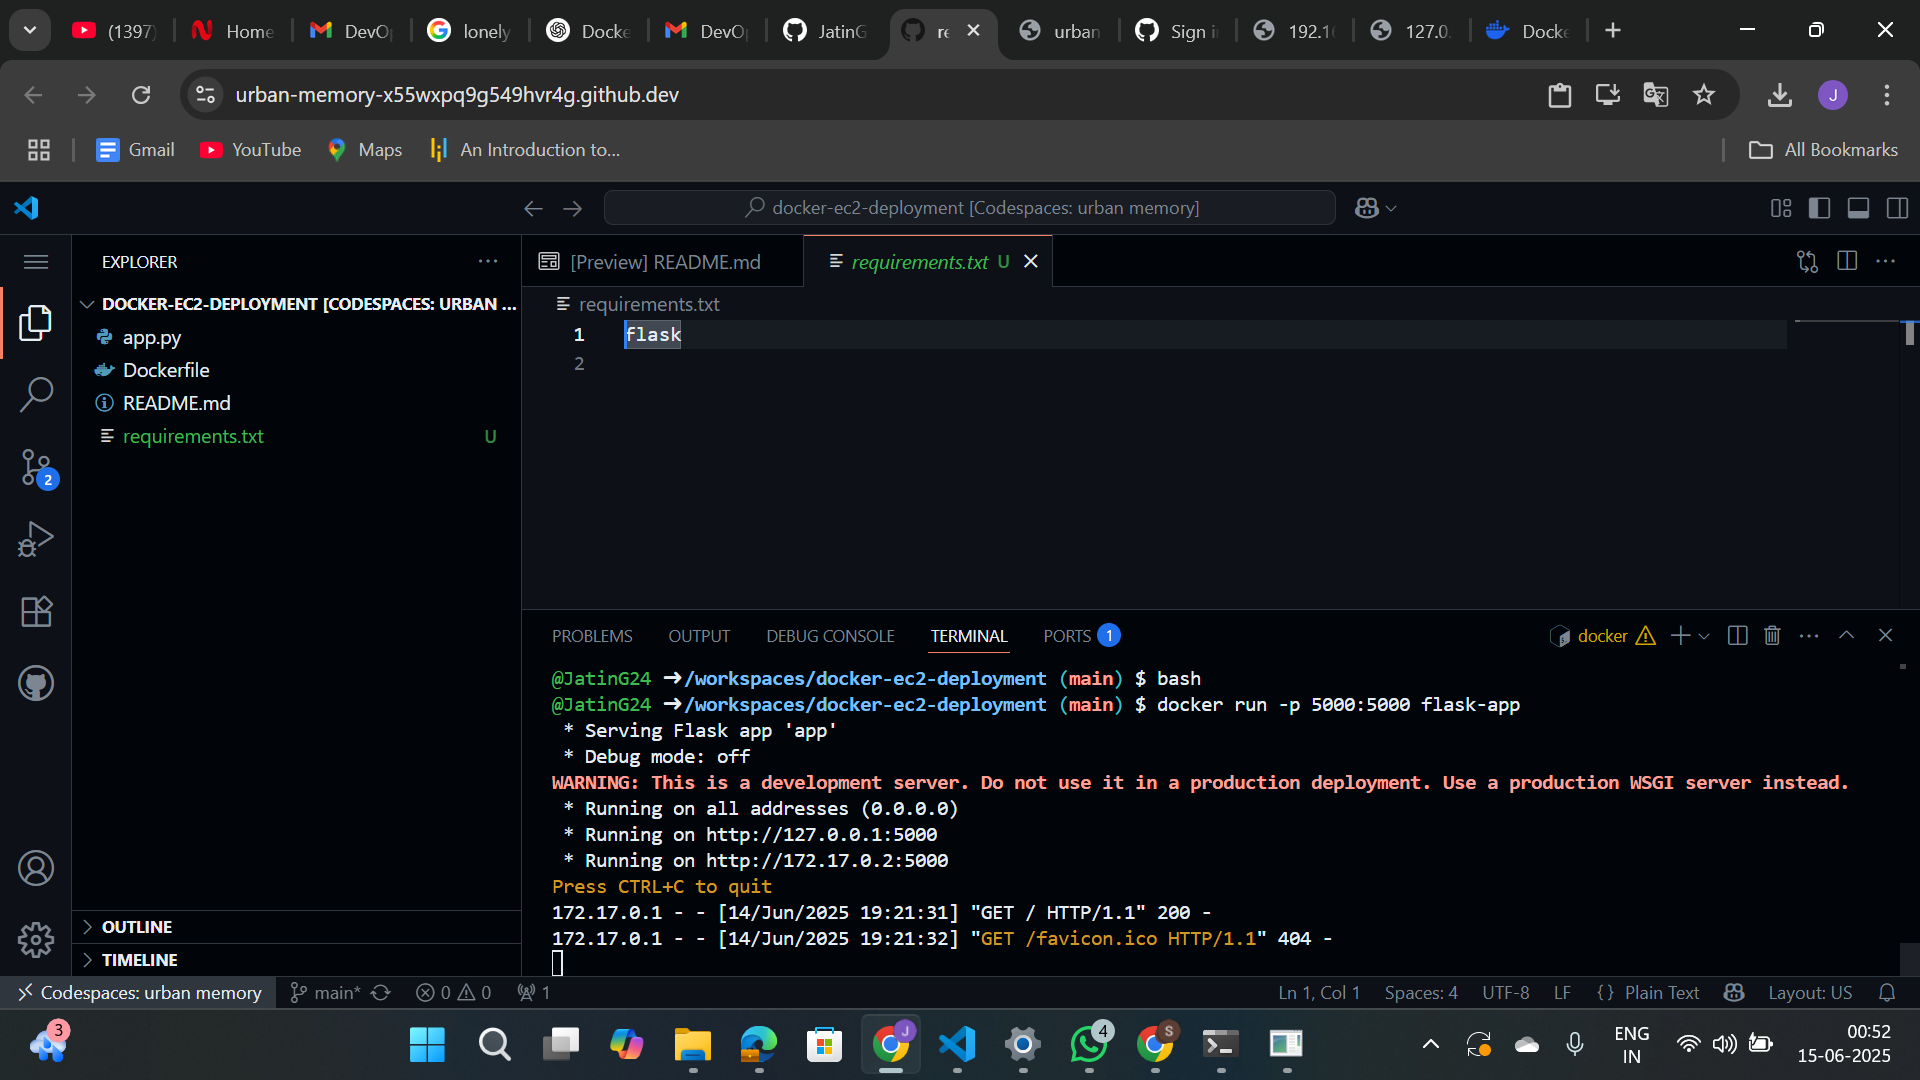 (1397)
Home
DevO
lonely
Docke
DevO
JatinG
re
urban
Sign i
192.1
127.0.
Docke
urban-memory-x55wxpq9g549hvr4g.github.dev
J
Gmail
YouTube
Maps
An Introduction to...
All Bookmarks
docker-ec2-deployment [Codespaces: urban memory]
EXPLORER
DOCKER-EC2-DEPLOYMENT [CODESPACES: URBAN ...
app.py
Dockerfile
README.md
requirements.txt U
2
OUTLINE
TIMELINE
[Preview] README.md
requirements.txt U
requirements.txt
1 flask
2
PROBLEMS OUTPUT DEBUG CONSOLE TERMINAL PORTS 1
docker
@JatinG24 ➜/workspaces/docker-ec2-deployment (main) $ bash
@JatinG24 ➜/workspaces/docker-ec2-deployment (main) $ docker run -p 5000:5000 flask-app
* Serving Flask app 'app'
* Debug mode: off
WARNING: This is a development server. Do not use it in a production deployment. Use a production WSGI server instead.
* Running on all addresses (0.0.0.0)
* Running on http://127.0.0.1:5000
* Running on http://172.17.0.2:5000
Press CTRL+C to quit
172.17.0.1 - - [14/Jun/2025 19:21:31] "GET / HTTP/1.1" 200 -
172.17.0.1 - - [14/Jun/2025 19:21:32] "GET /favicon.ico HTTP/1.1" 404 -
Codespaces: urban memory main* 0 0 1
Ln 1, Col 1 Spaces: 4 UTF-8 LF {} Plain Text Layout: US
3
J
4
S
ENG
IN
00:52
15-06-2025